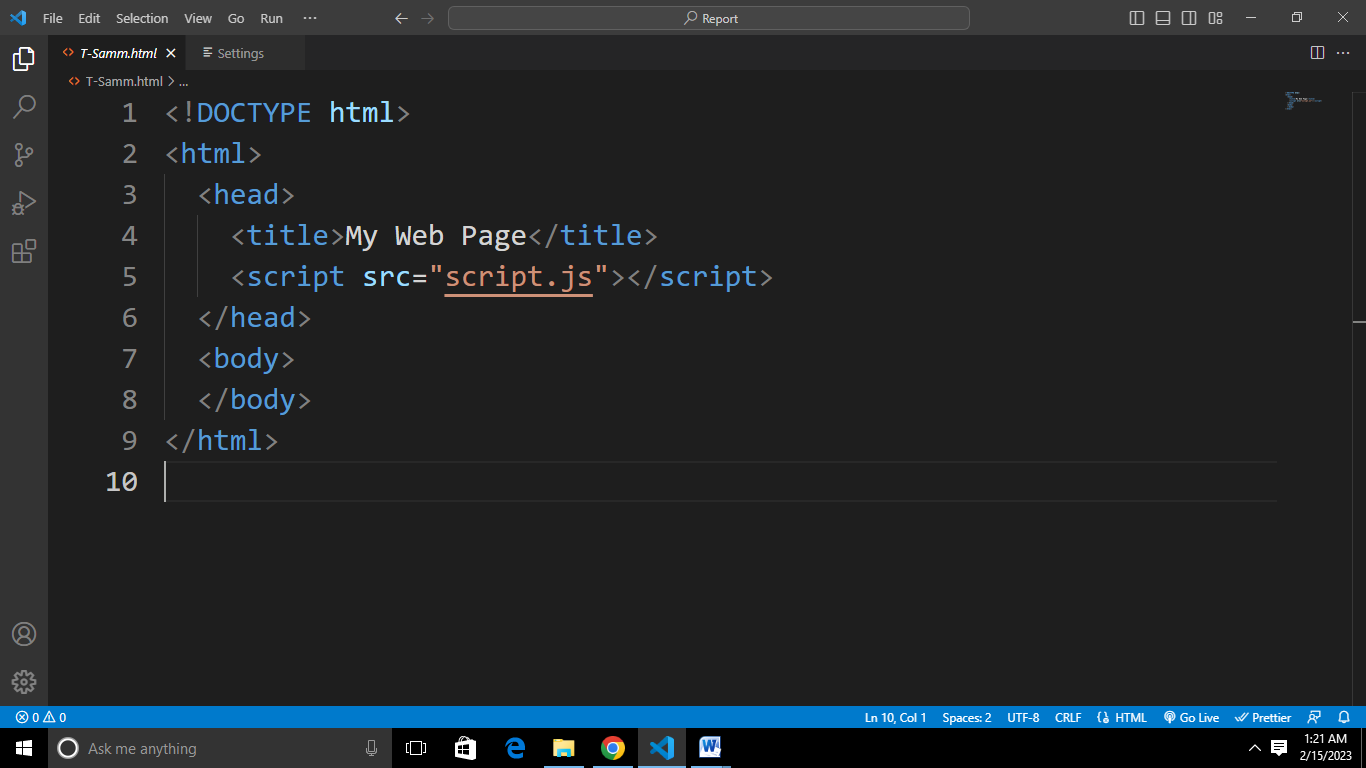 File Edit Selection View Go Run ··· Report
T-Samm.html Settings
T-Samm.html > ...
1 <!DOCTYPE html>
2 <html>
3 <head>
4 <title>My Web Page</title>
5 <script src="script.js"></script>
6 </head>
7 <body>
8 </body>
9 </html>
10
0 0 Ln 10, Col 1 Spaces: 2 UTF-8 CRLF HTML Go Live Prettier
Ask me anything 1:21 AM
2/15/2023